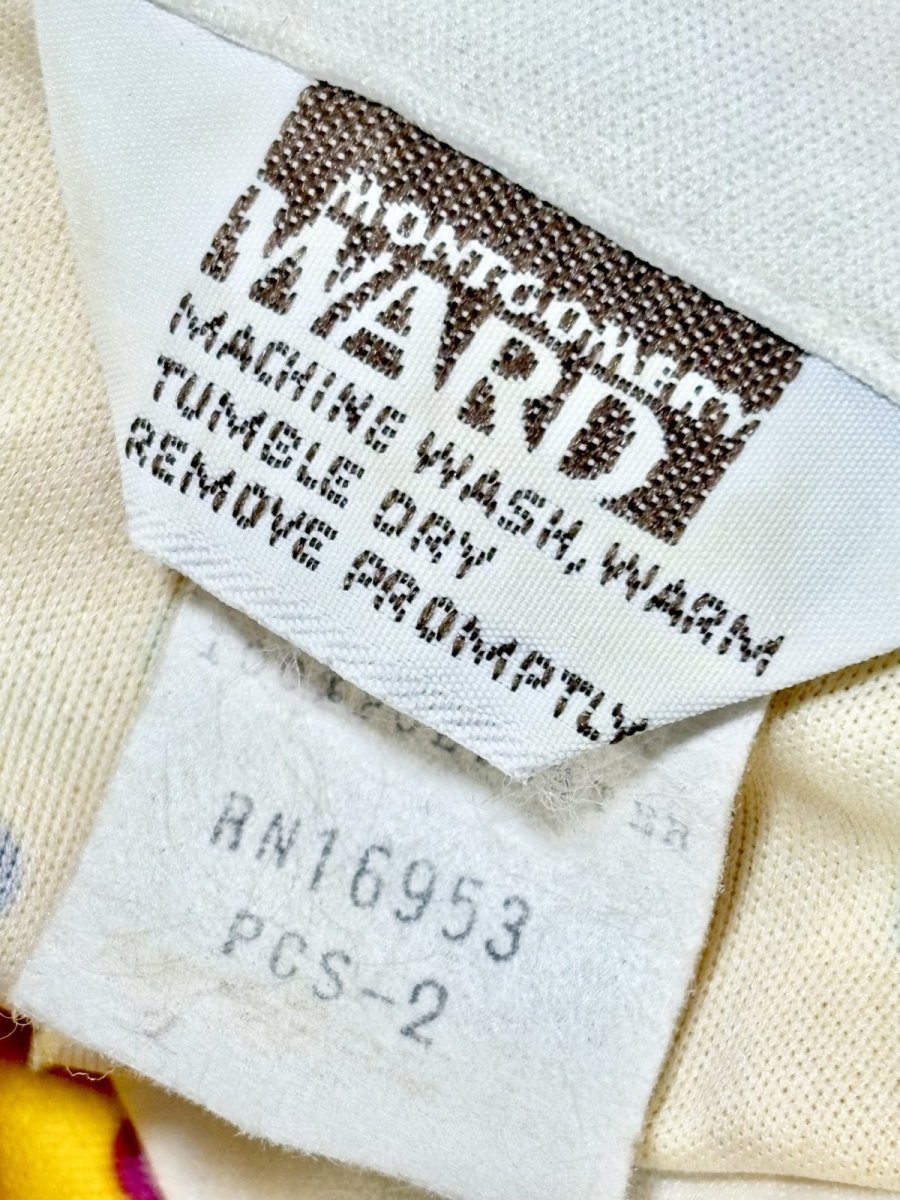 MONTGOMERY
WARD
MACHINE WASH, WARM
TUMBLE DRY
REMOVE PROMPTLY
RN16953
PCS-2